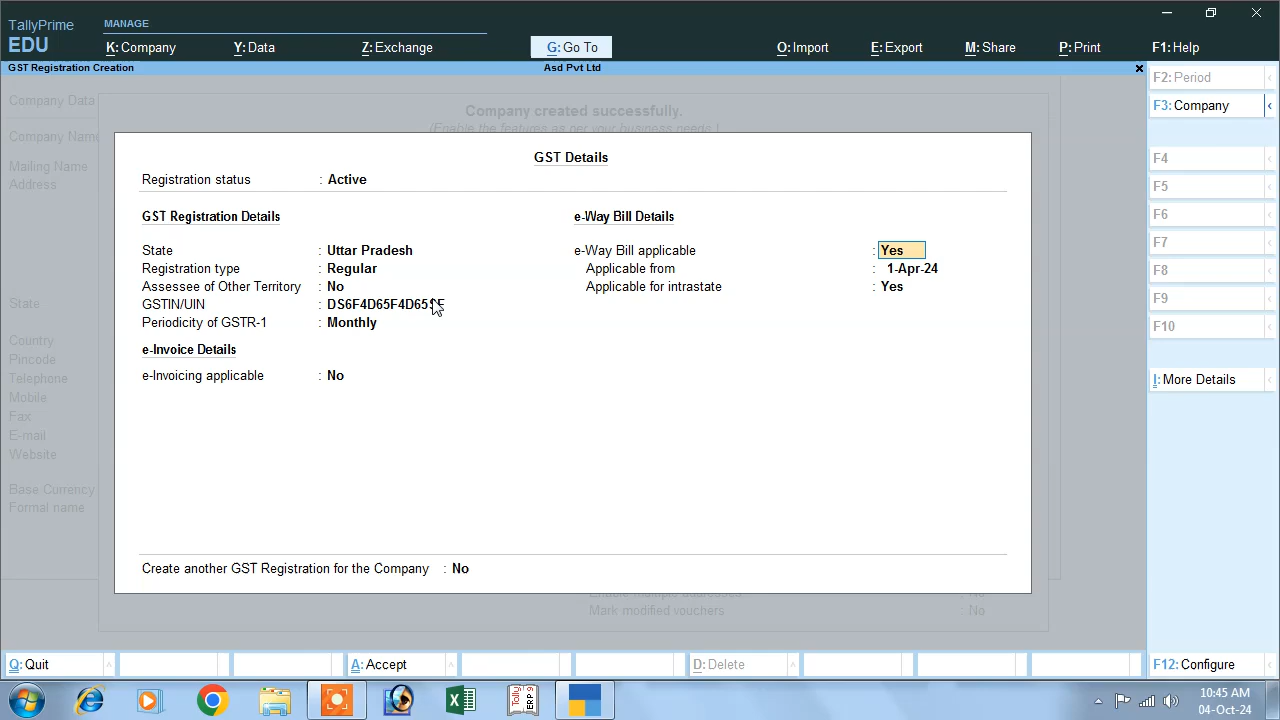 TallyPrime
EDU
MANAGE
K: Company
Y: Data
Z: Exchange
G: Go To
O: Import
E: Export
M: Share
P: Print
F1: Help
GST Registration Creation
Asd Pvt Ltd
F2: Period
F3: Company
F4
F5
F6
F7
F8
F9
F10
I: More Details
F12: Configure
Company Data
Company Name
Mailing Name
Address
State
Country
Pincode
Telephone
Mobile
Fax
E-mail
Website
Base Currency
Formal name
Company created successfully.
(Enable the features as per your business needs.)
GST Details
Registration status : Active
GST Registration Details
State : Uttar Pradesh
Registration type : Regular
Assessee of Other Territory : No
GSTIN/UIN
Periodicity of GSTR-1 : Monthly
e-Invoice Details
e-Invoicing applicable : No
e-Way Bill Details
e-Way Bill applicable : Yes
Applicable from : 1-Apr-24
Applicable for intrastate : Yes
Create another GST Registration for the Company : No
Mark modified vouchers : No
Q: Quit
A: Accept
D: Delete
Tally
ERP 9
10:45 AM
04-Oct-24